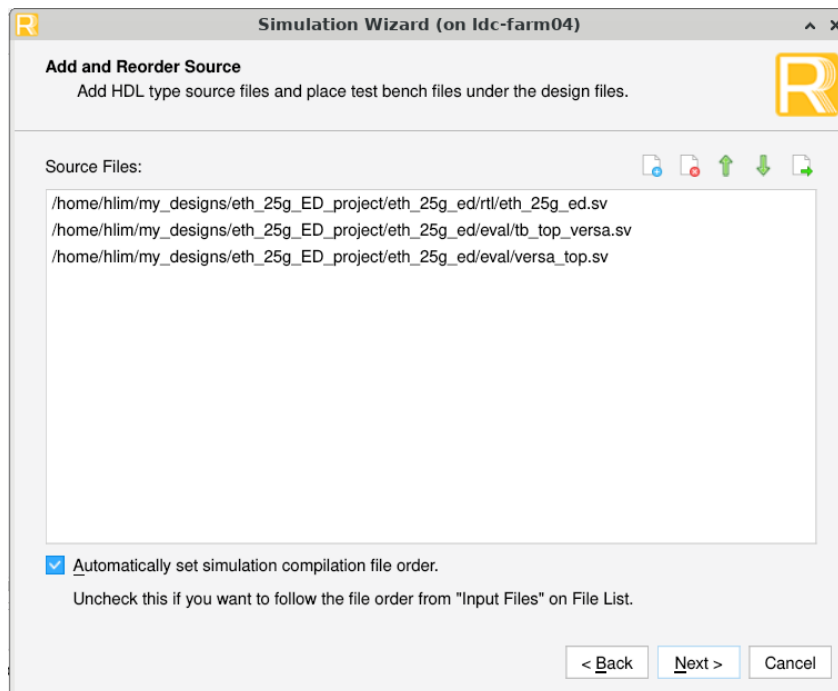 Simulation Wizard (on ldc-farm04)
Add and Reorder Source
Add HDL type source files and place test bench files under the design files.
Source Files:
/home/hlim/my_designs/eth_25g_ED_project/eth_25g_ed/rtl/eth_25g_ed.sv
/home/hlim/my_designs/eth_25g_ED_project/eth_25g_ed/eval/tb_top_versa.sv
/home/hlim/my_designs/eth_25g_ED_project/eth_25g_ed/eval/versa_top.sv
Automatically set simulation compilation file order.
Uncheck this if you want to follow the file order from "Input Files" on File List.
< Back Next > Cancel